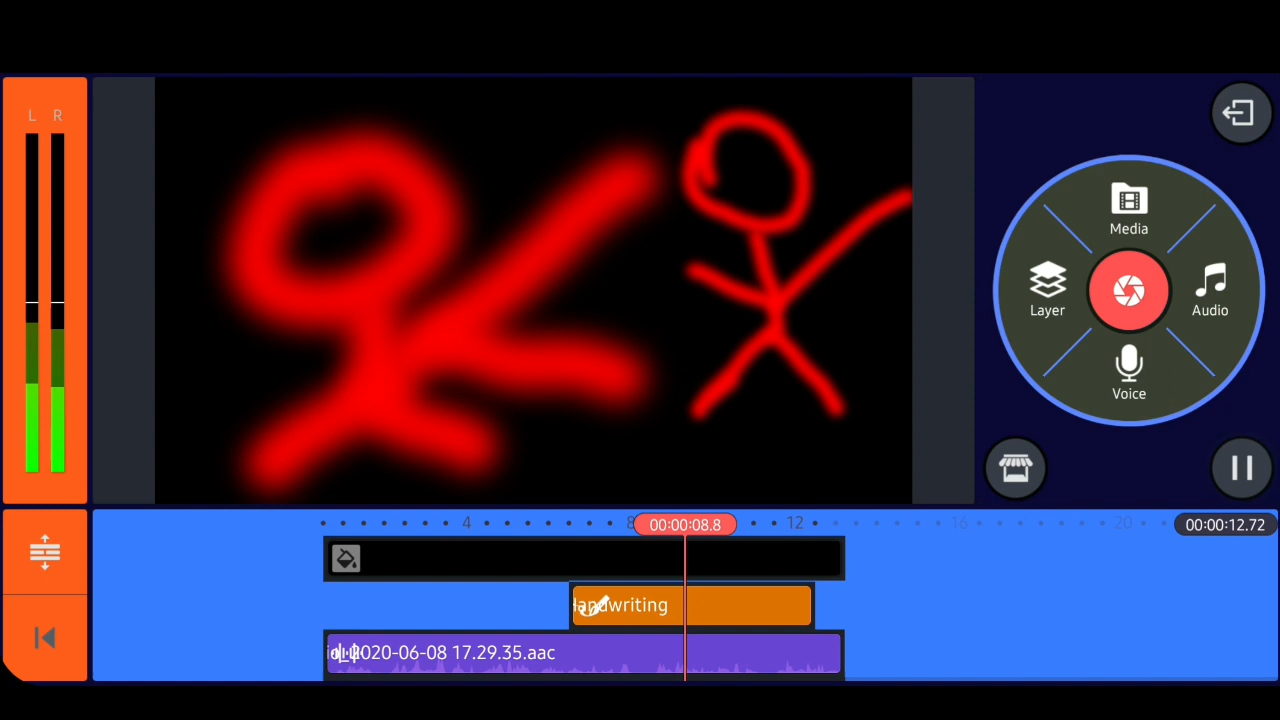 L R
Media
Layer
Audio
Voice
4
8
00:00:08.8
12
16
20
00:00:12.72
Handwriting
2020-06-08 17.29.35.aac